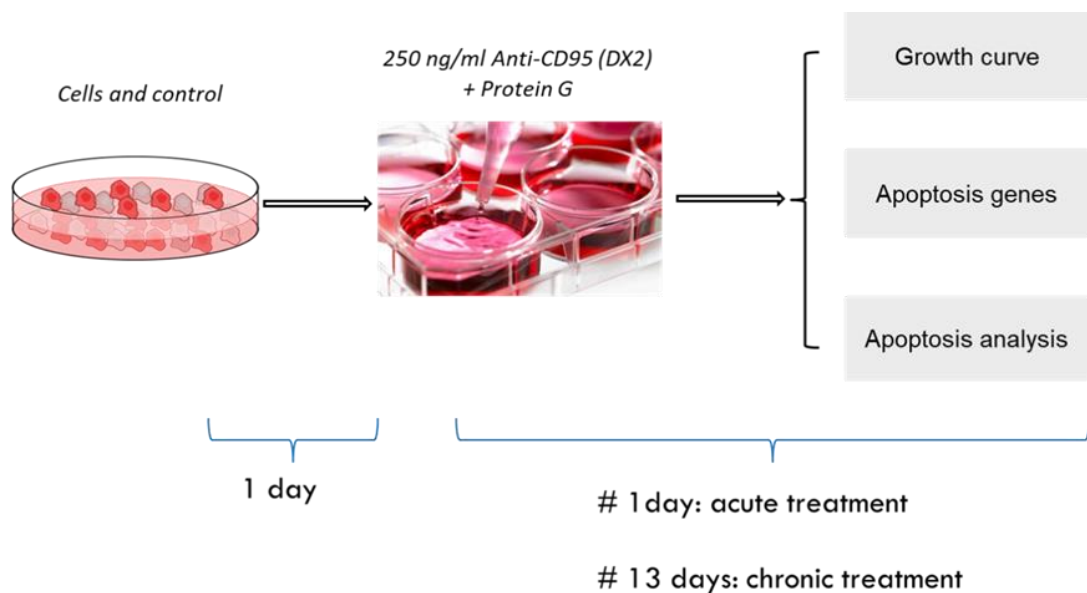 Cells and control
250 ng/ml Anti-CD95 (DX2)
+ Protein G
Growth curve
Apoptosis genes
Apoptosis analysis
1 day
# 1day: acute treatment
# 13 days: chronic treatment